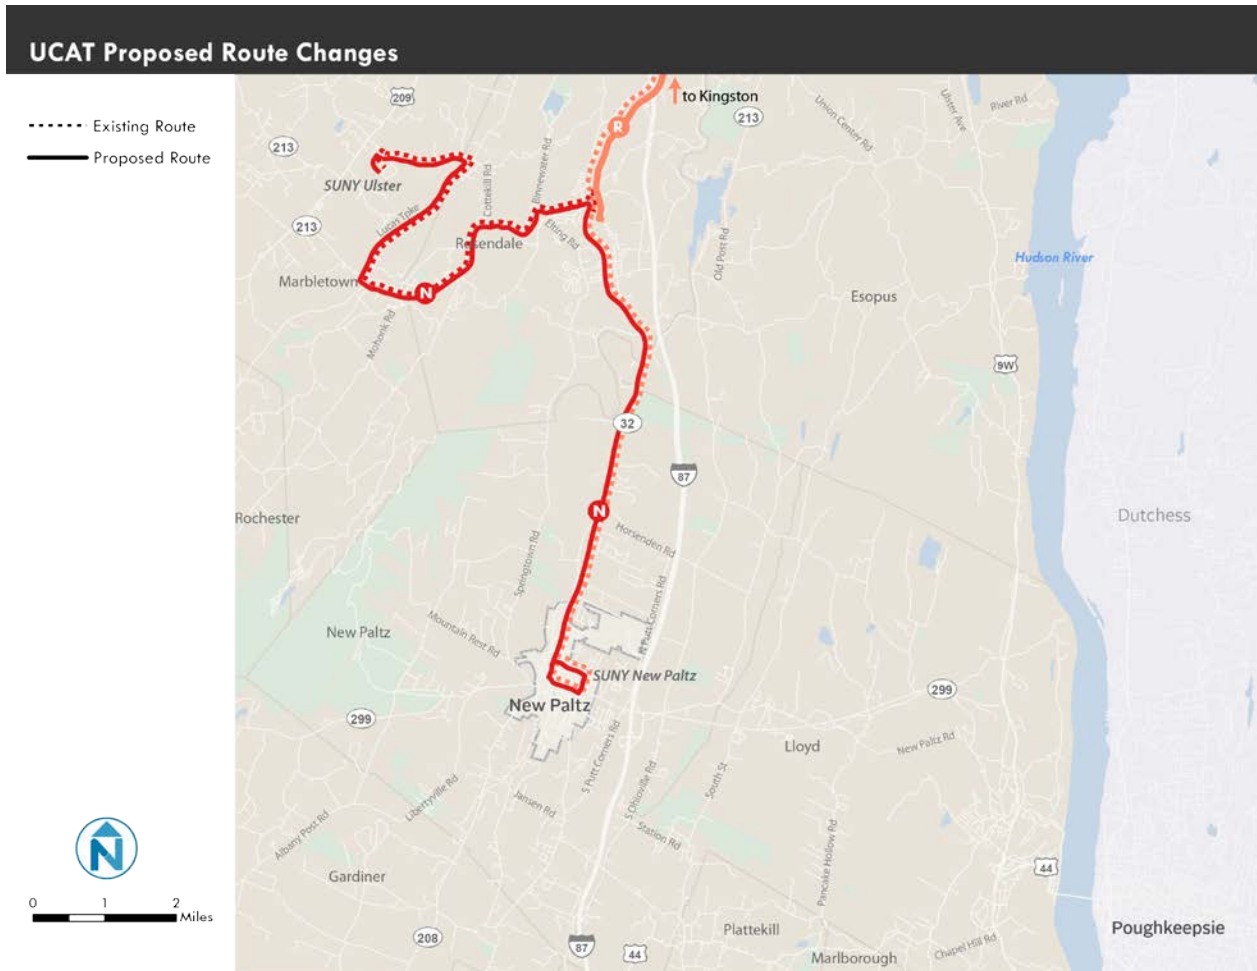 UCAT Proposed Route Changes
Existing Route
Proposed Route
to Kingston
209
213
Union Center Rd
Ulster Ave
River Rd
R
213
SUNY Ulster
Cottekill Rd
Binnewater Rd
213
Lucas Tpke
Rosendale
Elting Rd
Old Post Rd
Hudson River
Marbletown
N
Esopus
Mohonk Rd
9W
32
87
Rochester
N
Dutchess
Horsenden Rd
Springtown Rd
N Putt Corners Rd
New Paltz
Mountain Rest Rd
SUNY New Paltz
New Paltz
299
299
Lloyd
New Paltz Rd
S Putt Corners Rd
S Ohioville Rd
South St
Libertyville Rd
Jansen Rd
Albany Post Rd
Station Rd
Pancake Hollow Rd
N
44
Gardiner
0 1 2
Miles
208
87
44
Plattekill
Marlborough
Chapel Hill Rd
Poughkeepsie